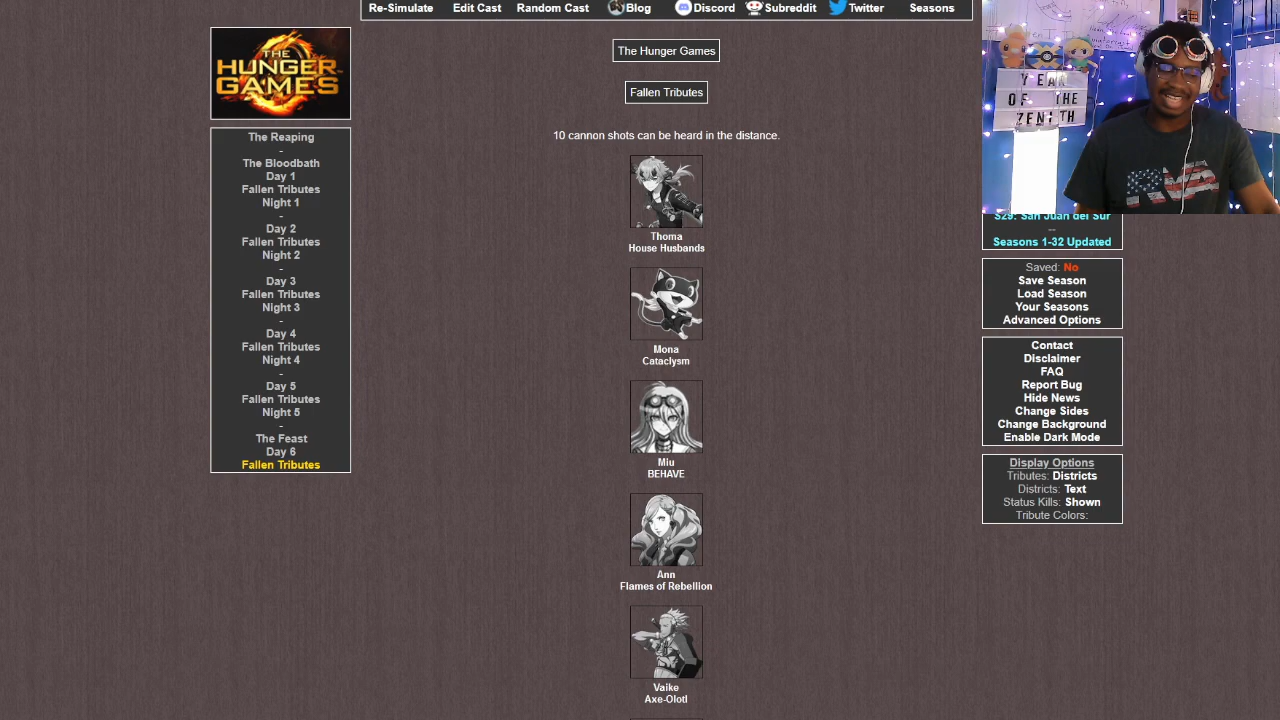 Re-Simulate Edit Cast Random Cast Blog Discord Subreddit Twitter Seasons
THE
HUNGER
GAMES
The Reaping
-
The Bloodbath
Day 1
Fallen Tributes
Night 1
-
Day 2
Fallen Tributes
Night 2
-
Day 3
Fallen Tributes
Night 3
-
Day 4
Fallen Tributes
Night 4
-
Day 5
Fallen Tributes
Night 5
-
The Feast
Day 6
Fallen Tributes
The Hunger Games
Fallen Tributes
10 cannon shots can be heard in the distance.
Thoma
House Husbands
Mona
Cataclysm
Miu
BEHAVE
Ann
Flames of Rebellion
Vaike
Axe-Olotl
YEAR
OF THE
ZENITH
RVA
S29: San Juan del Sur
--
Seasons 1-32 Updated
Saved: No
Save Season
Load Season
Your Seasons
Advanced Options
Contact
Disclaimer
FAQ
Report Bug
Hide News
Change Sides
Change Background
Enable Dark Mode
Display Options
Tributes: Districts
Districts: Text
Status Kills: Shown
Tribute Colors: